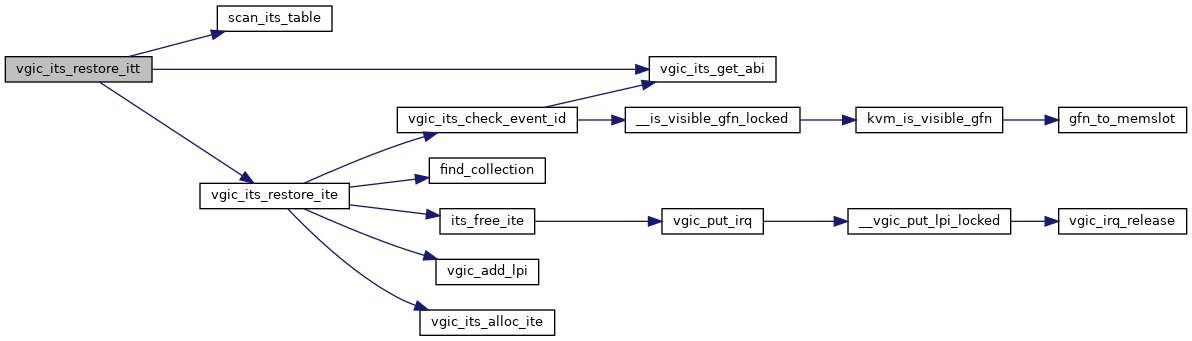 scan_its_table
vgic_its_restore_itt
vgic_its_get_abi
vgic_its_check_event_id
__is_visible_gfn_locked
kvm_is_visible_gfn
gfn_to_memslot
find_collection
vgic_its_restore_ite
its_free_ite
vgic_put_irq
__vgic_put_lpi_locked
vgic_irq_release
vgic_add_lpi
vgic_its_alloc_ite